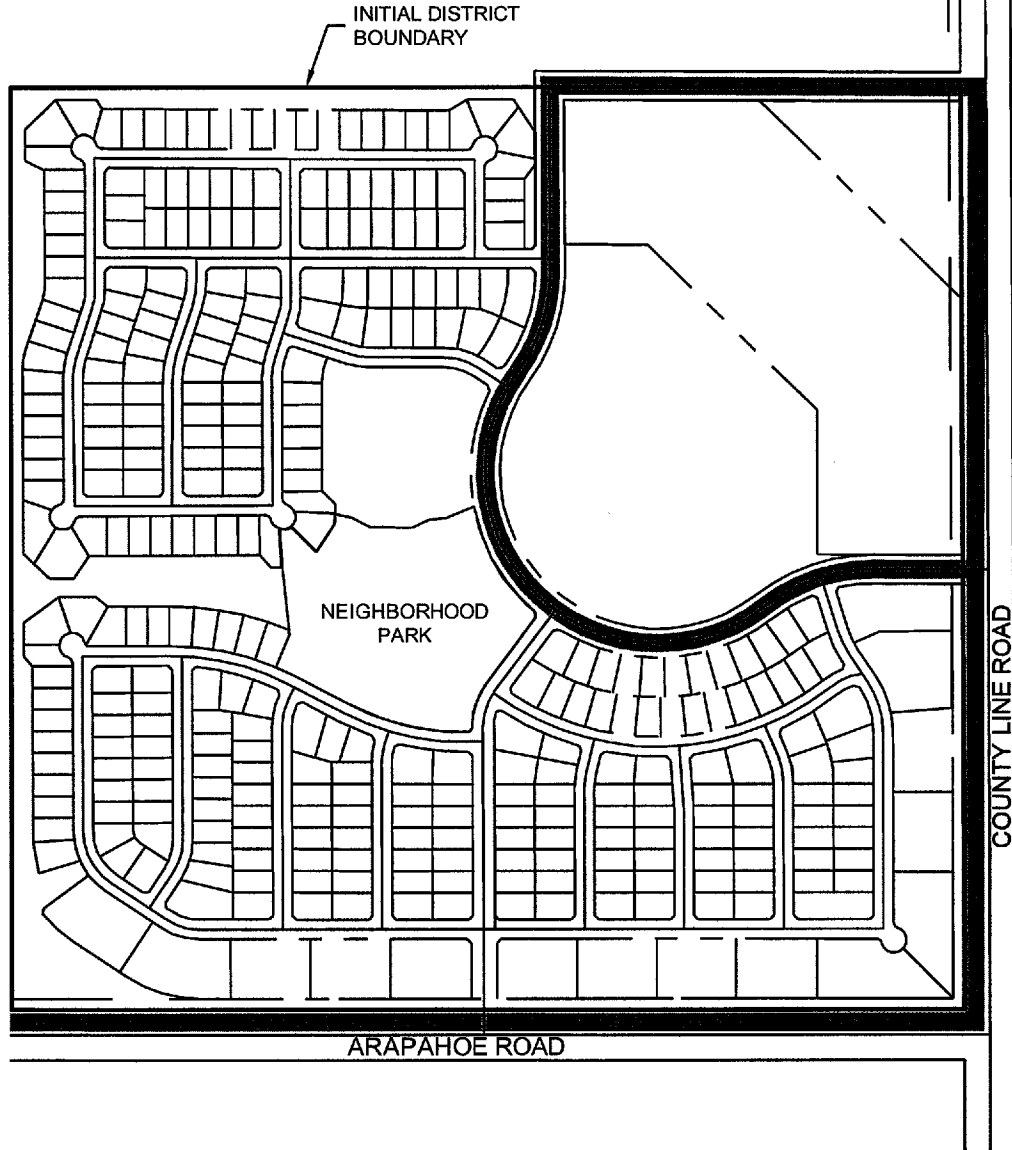 INITIAL DISTRICT
BOUNDARY
NEIGHBORHOOD
PARK
COUNTY LINE ROAD
ARAPAHOE ROAD